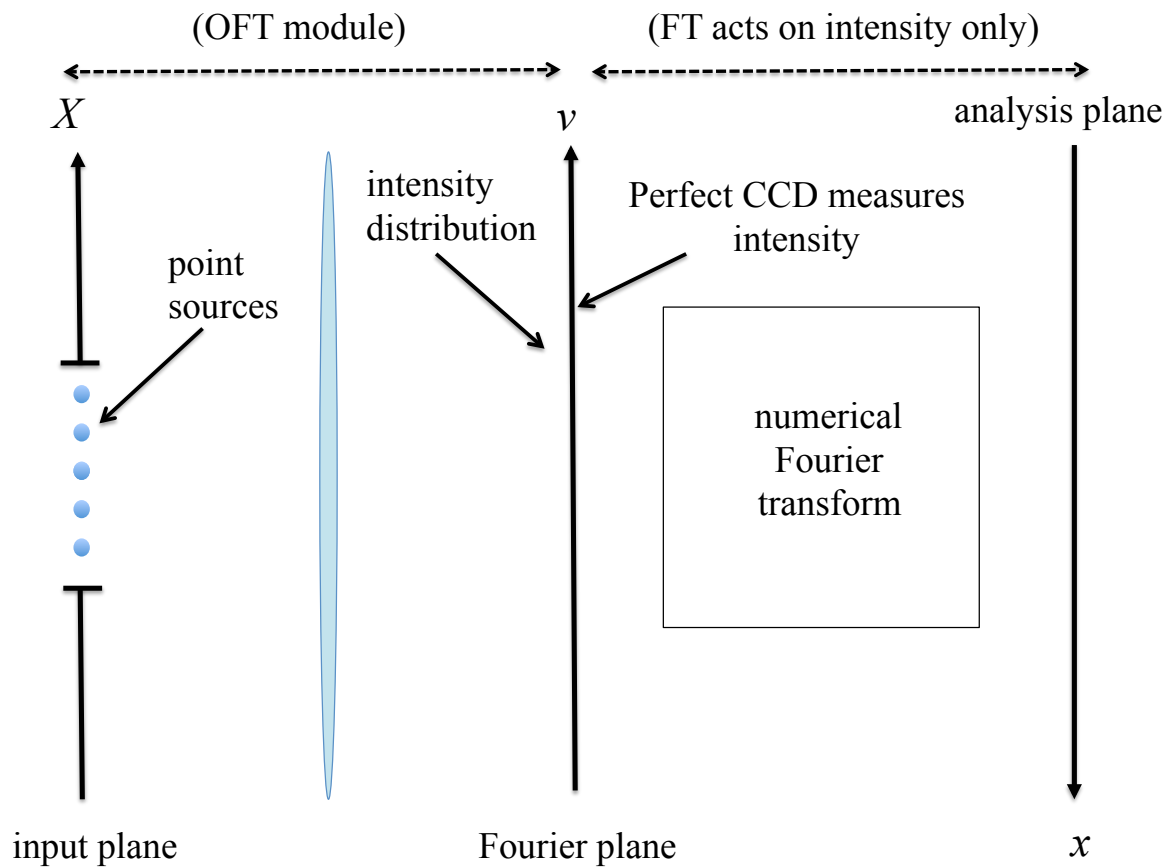 (OFT module)
(FT acts on intensity only)
X
v
analysis plane
intensity
distribution
Perfect CCD measures
intensity
point
sources
numerical
Fourier
transform
input plane
Fourier plane
x